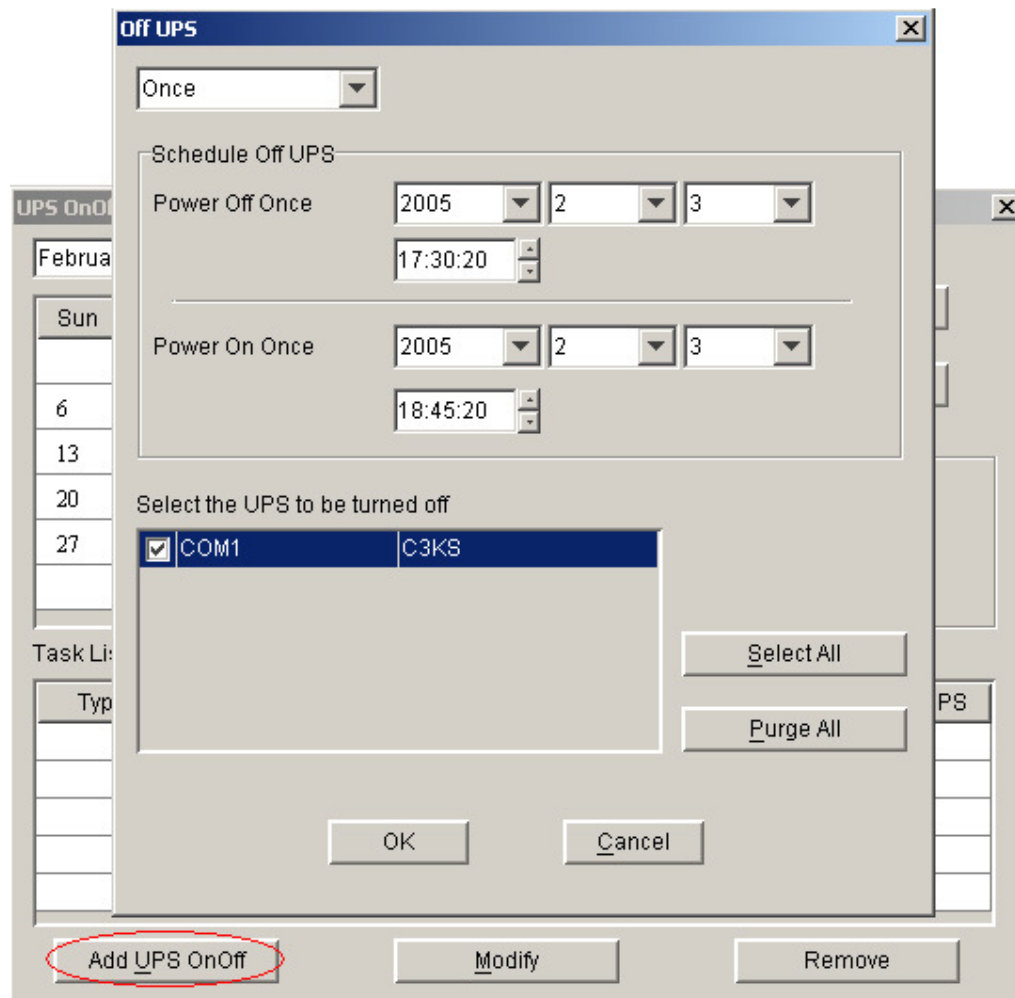 Off UPS
Once
Schedule Off UPS
Power Off Once 2005 2 3
17:30:20
Power On Once 2005 2 3
18:45:20
Select the UPS to be turned off
COM1 C3KS
Select All
Purge All
OK Cancel
UPS OnOf
Februa
Sun
6
13
20
27
Task Lis
Typ PS
Add UPS OnOff Modify Remove